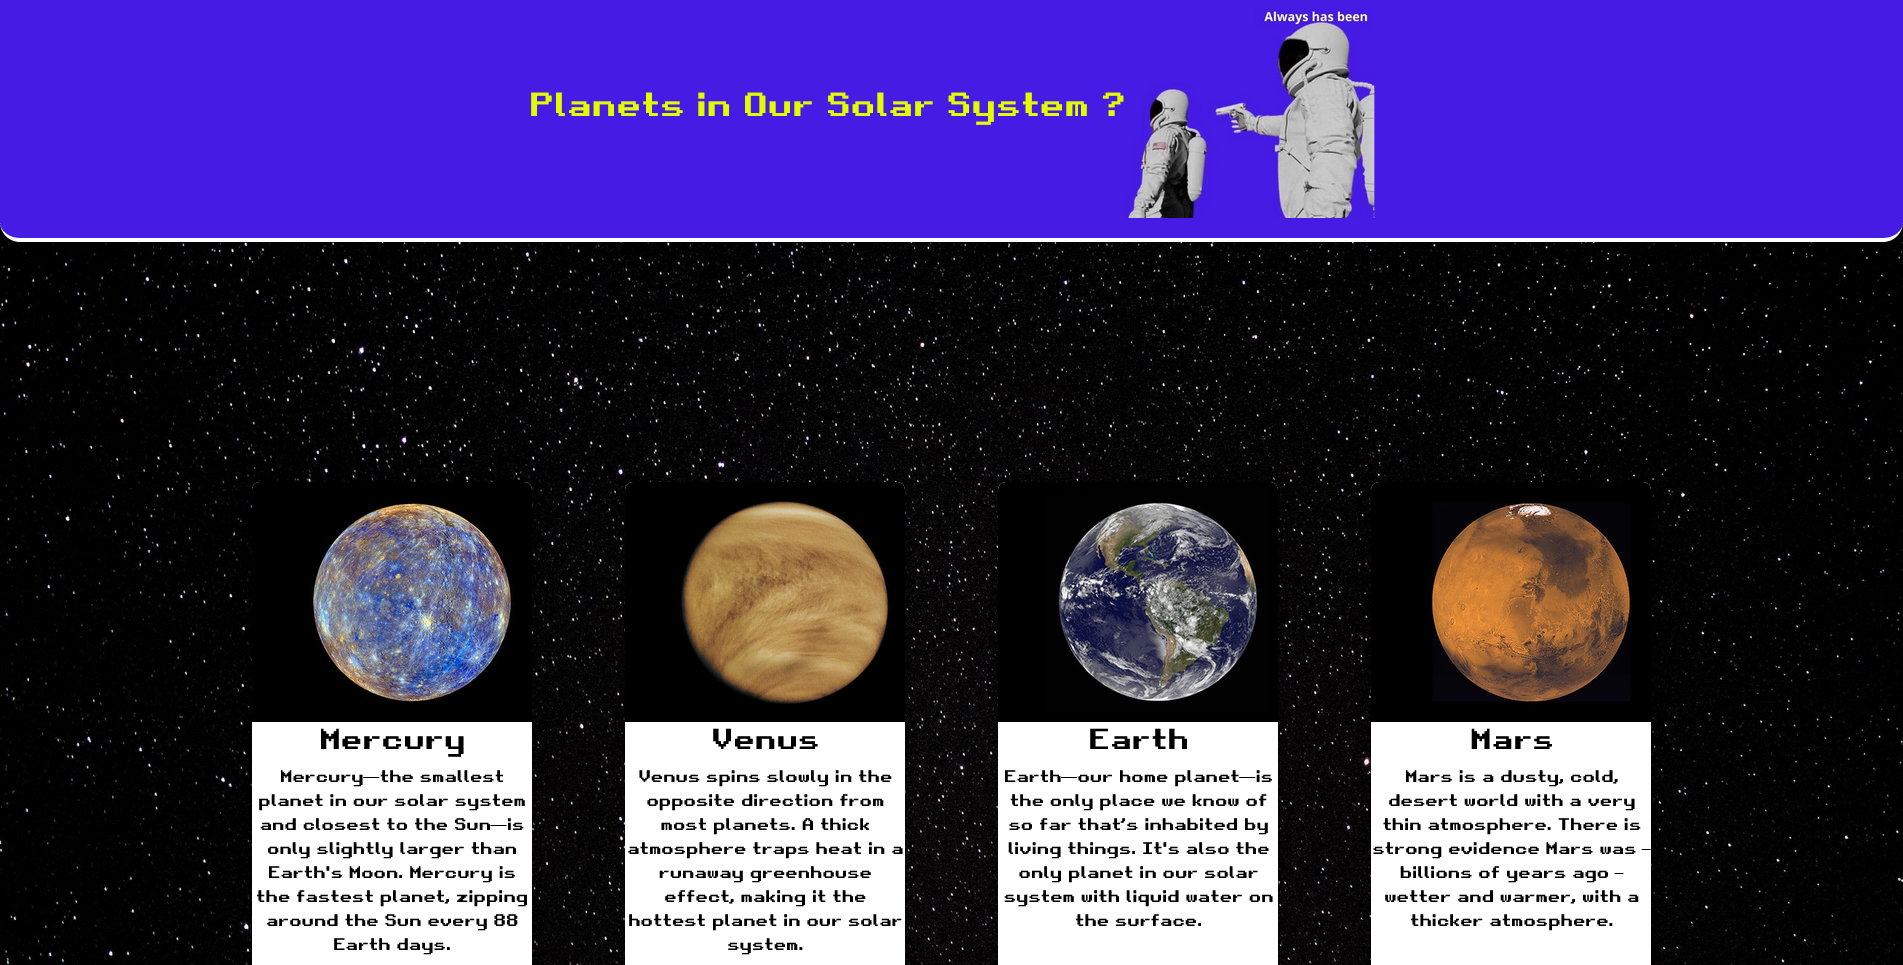 Always has been
Planets in Our Solar System ?
Mercury
Mercury—the smallest
planet in our solar system
and closest to the Sun—is
only slightly larger than
Earth's Moon. Mercury is
the fastest planet, zipping
around the Sun every 88
Earth days.
Venus
Venus spins slowly in the
opposite direction from
most planets. A thick
atmosphere traps heat in a
runaway greenhouse
effect, making it the
hottest planet in our solar
system.
Earth
Earth—our home planet—is
the only place we know of
so far that’s inhabited by
living things. It's also the
only planet in our solar
system with liquid water on
the surface.
Mars
Mars is a dusty, cold,
desert world with a very
thin atmosphere. There is
strong evidence Mars was –
billions of years ago –
wetter and warmer, with a
thicker atmosphere.